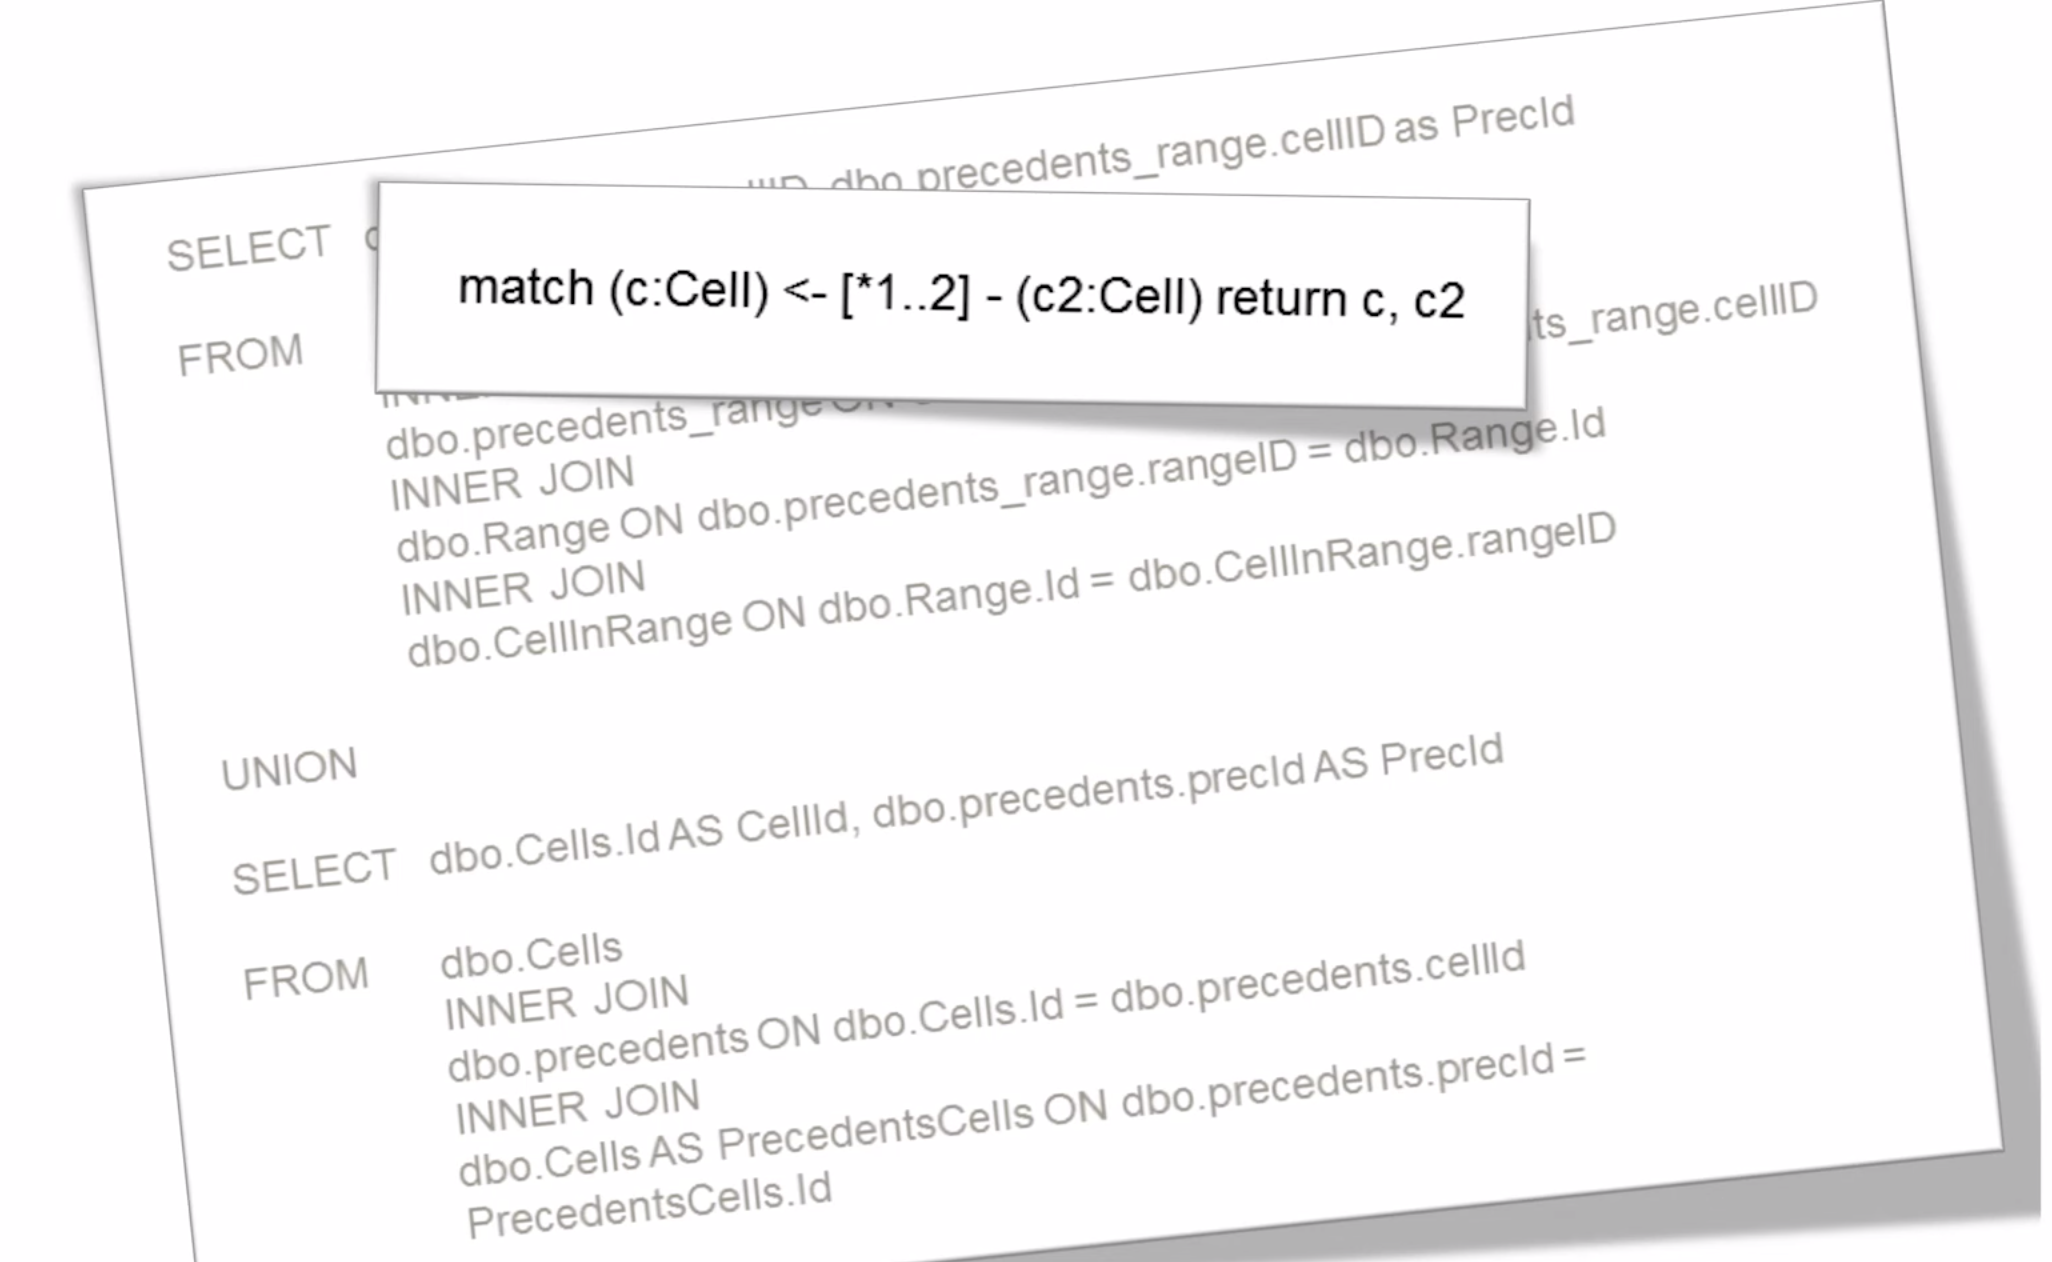 dbo.precedents_range.cellID as PrecId
SELECT
match (c:Cell) <- [*1..2] - (c2:Cell) return c, c2
FROM ts_range.cellID
dbo.precedents_range ON
INNER JOIN
dbo.Range ON dbo.precedents_range.rangeID = dbo.Range.Id
INNER JOIN
dbo.CellInRange ON dbo.Range.Id = dbo.CellInRange.rangeID
UNION
SELECT dbo.Cells.Id AS CellId, dbo.precedents.precId AS PrecId
FROM dbo.Cells
INNER JOIN
dbo.precedents ON dbo.Cells.Id = dbo.precedents.cellId
INNER JOIN
dbo.Cells AS PrecedentsCells ON dbo.precedents.precId =
PrecedentsCells.Id